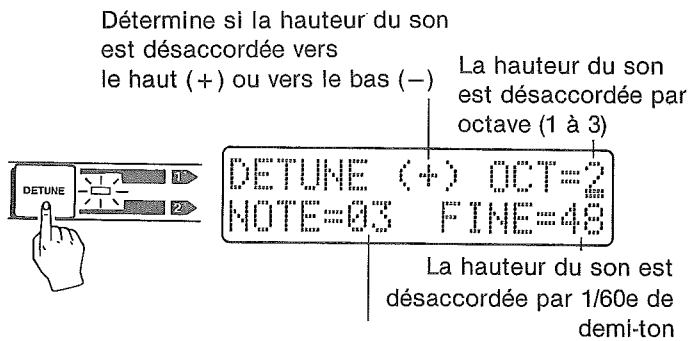 Détermine si la hauteur du son
est désaccordée vers
le haut (+) ou vers le bas (−)
La hauteur du son
est désaccordée par
octave (1 à 3)
DETUNE
1
2
DETUNE (+) OCT=2
NOTE=03 FINE=48
La hauteur du son est
désaccordée par 1/60e de
demi-ton